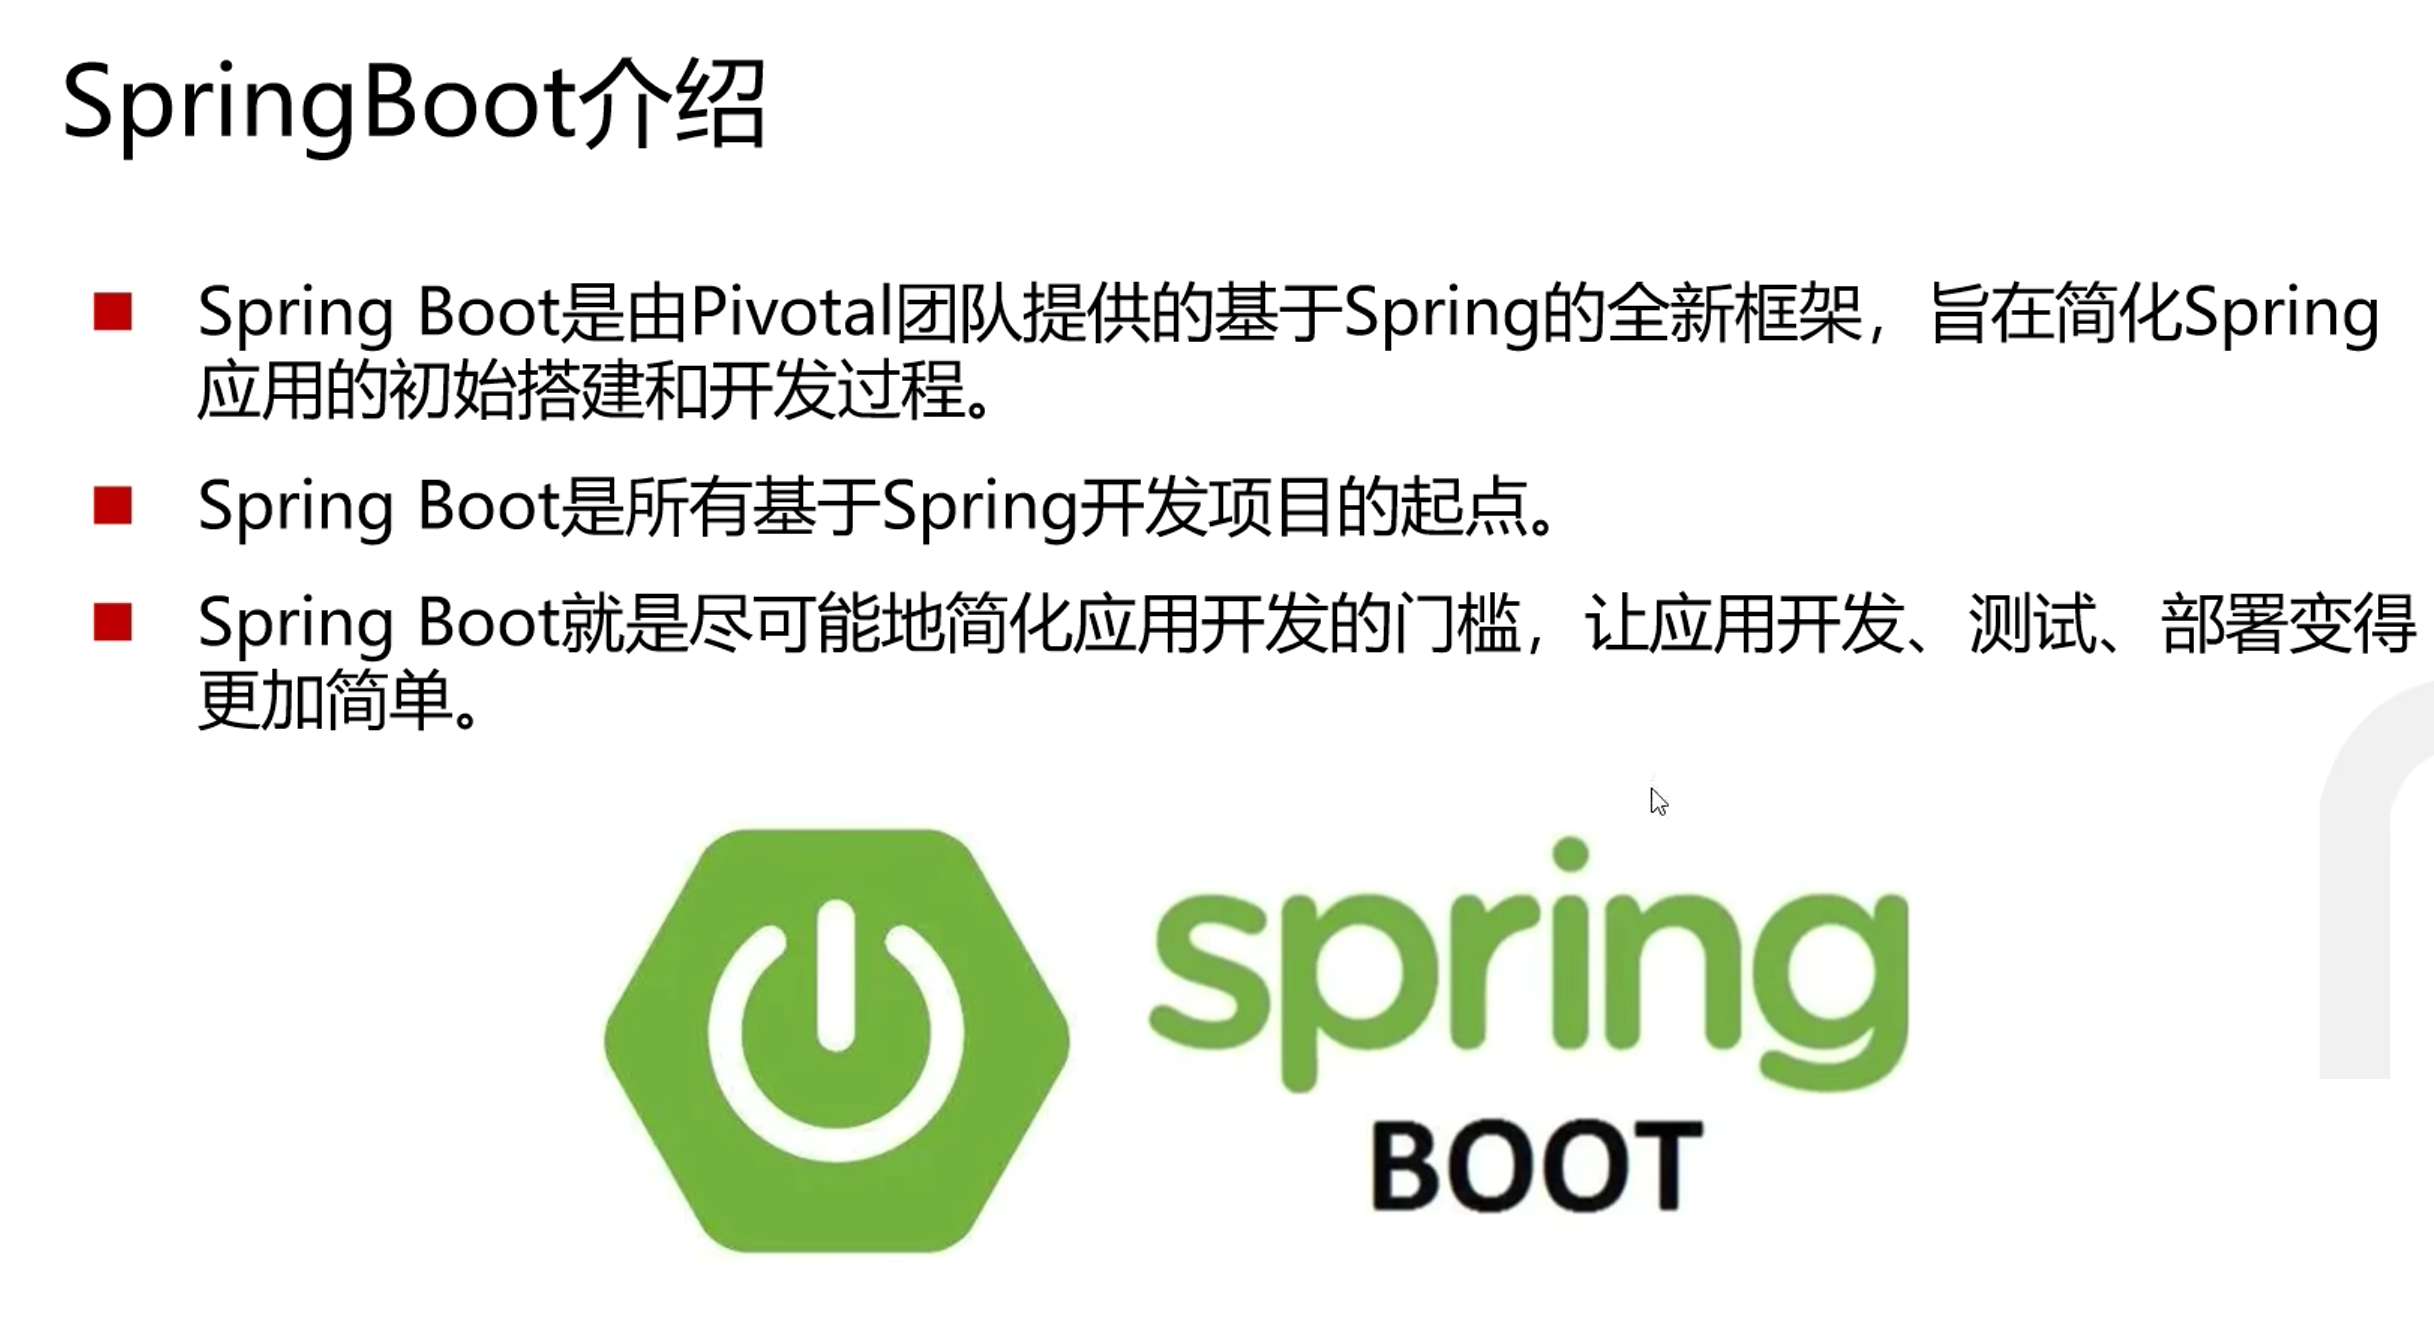 SpringBoot介绍
Spring Boot是由Pivotal团队提供的基于Spring的全新框架，旨在简化Spring
应用的初始搭建和开发过程。
Spring Boot是所有基于Spring开发项目的起点。
Spring Boot就是尽可能地简化应用开发的门槛，让应用开发、测试、部署变得
更加简单。
spring
BOOT